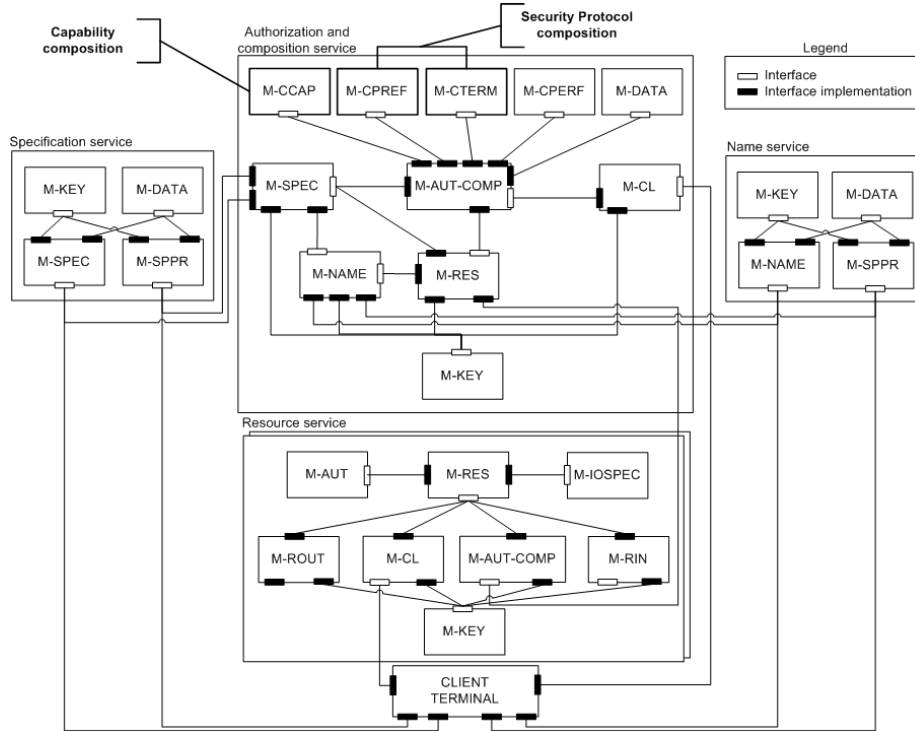 Capability
composition
Authorization and
composition service
Security Protocol
composition
Legend
Interface
Interface implementation
M-CCAP
M-CPREF
M-CTERM
M-CPERF
M-DATA
Specification service
M-KEY
M-DATA
M-SPEC
M-SPPR
M-SPEC
M-AUT-COMP
M-CL
M-NAME
M-RES
M-KEY
Name service
M-KEY
M-DATA
M-NAME
M-SPPR
Resource service
M-AUT
M-RES
M-IOSPEC
M-ROUT
M-CL
M-AUT-COMP
M-RIN
M-KEY
CLIENT
TERMINAL